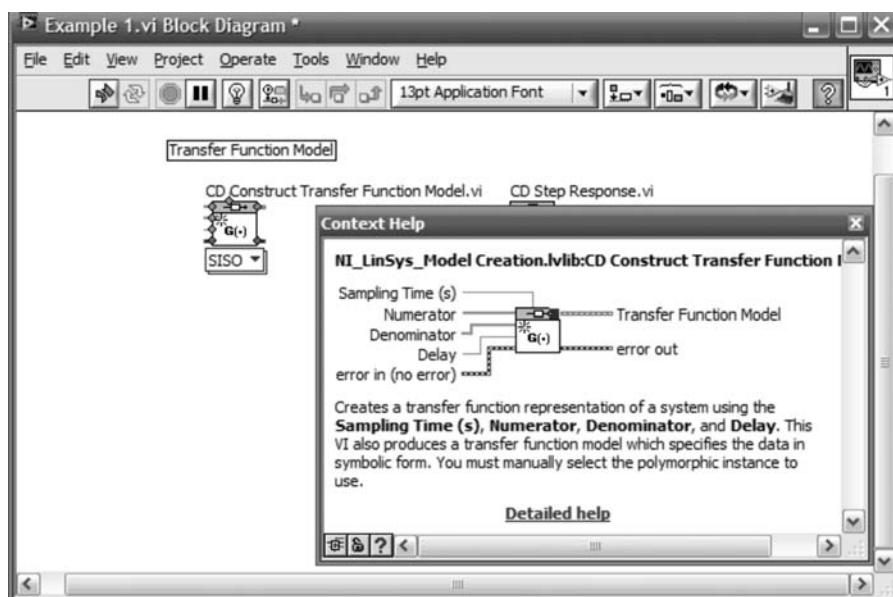 Example 1.vi Block Diagram *
File Edit View Project Operate Tools Window Help
13pt Application Font
1
Transfer Function Model
CD Construct Transfer Function Model.vi CD Step Response.vi
G(·)
SISO
Context Help
NI_LinSys_Model Creation.lvlib:CD Construct Transfer Function
Sampling Time (s)
Numerator
Denominator
Delay
error in (no error)
G(·)
Transfer Function Model
error out
Creates a transfer function representation of a system using the
Sampling Time (s), Numerator, Denominator, and Delay. This
VI also produces a transfer function model which specifies the data in
symbolic form. You must manually select the polymorphic instance to
use.
Detailed help